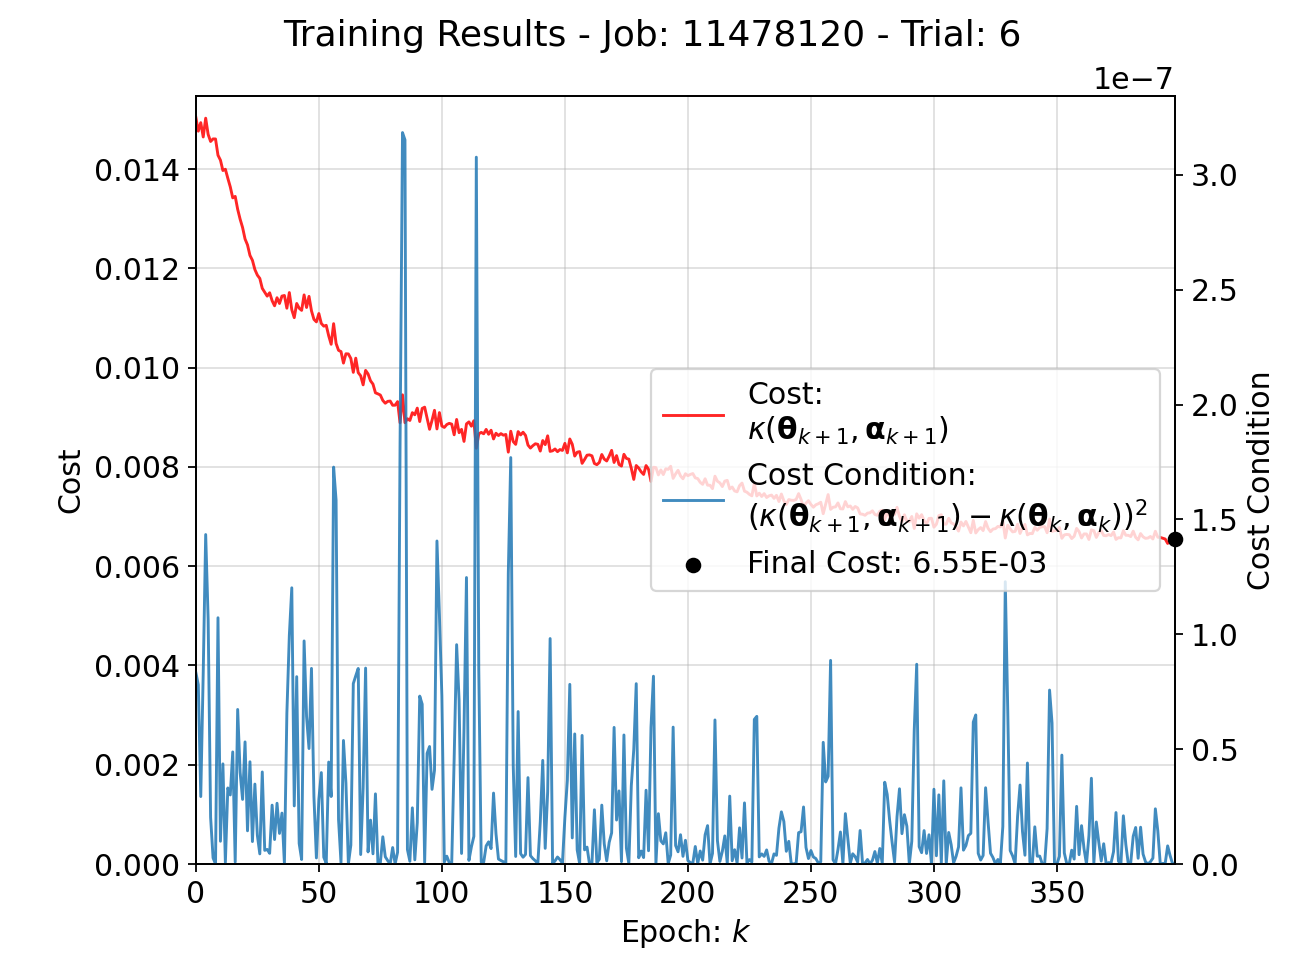 Training Results - Job: 11478120 - Trial: 6
1e−7
0.014
0.012
0.010
0.008
0.006
0.004
0.002
0.000
Cost
3.0
2.5
2.0
1.5
1.0
0.5
0.0
Cost Condition
Cost:
κ(θₖ₊₁, αₖ₊₁)
Cost Condition:
(κ(θₖ₊₁, αₖ₊₁) − κ(θₖ, αₖ))²
Final Cost: 6.55E-03
0 50 100 150 200 250 300 350
Epoch: k